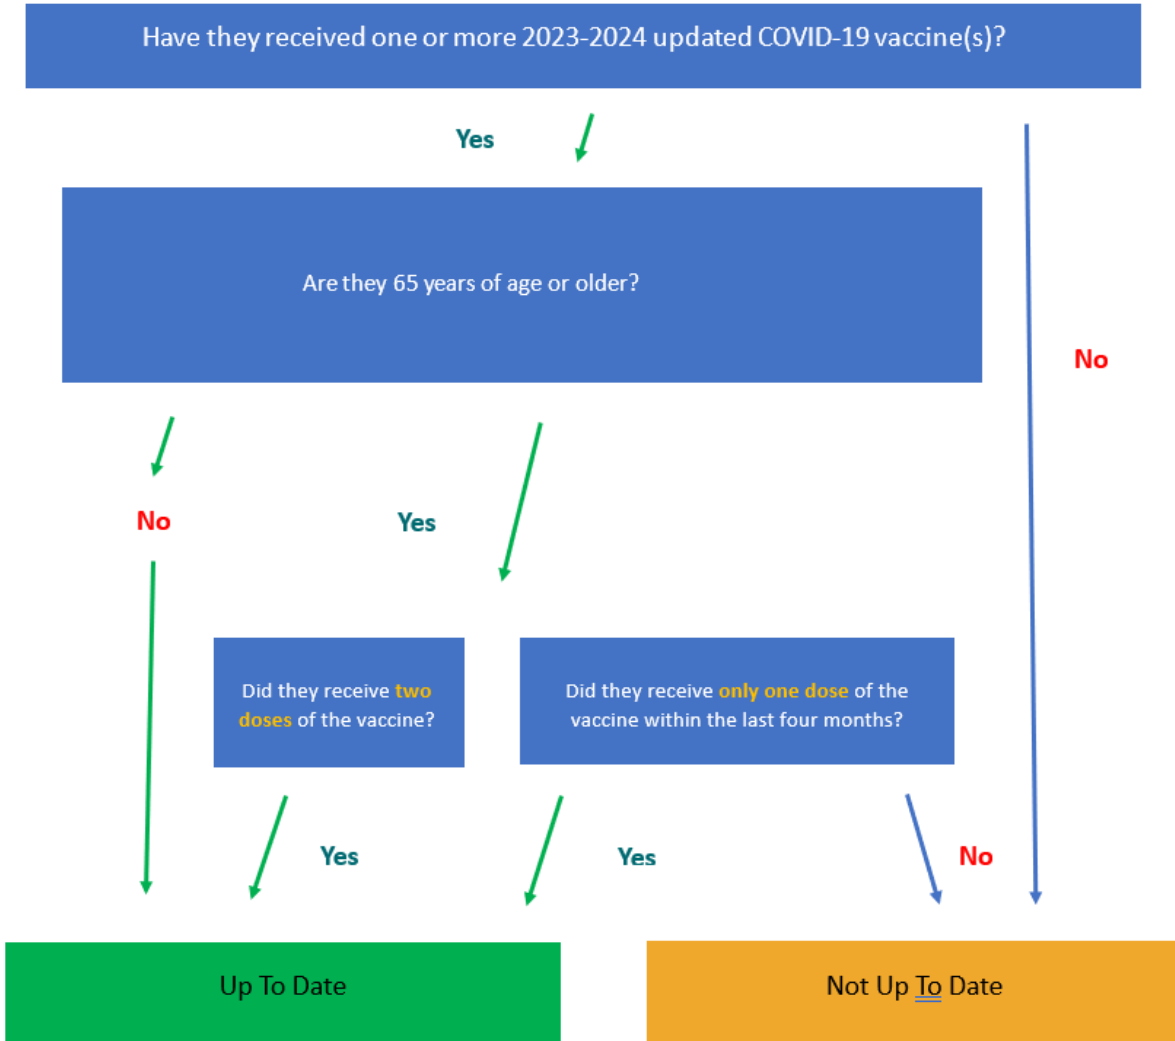 Have they received one or more 2023-2024 updated COVID-19 vaccine(s)?
Yes
Are they 65 years of age or older?
No
No
Yes
Did they receive two
doses of the vaccine?
Did they receive only one dose of the
vaccine within the last four months?
Yes
Yes
No
Up To Date
Not Up To Date